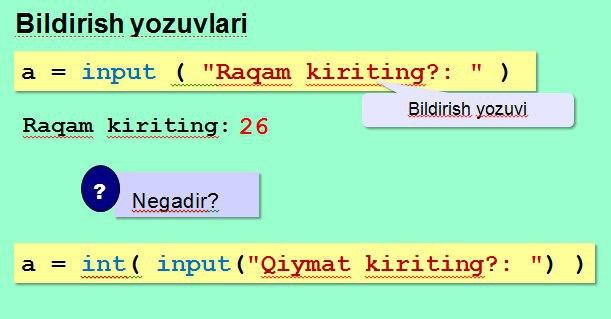 Bildirish yozuvlari
a = input ( "Raqam kiriting?: " )
Bildirish yozuvi
Raqam kiriting: 26
?
Negadir?
a = int( input("Qiymat kiriting?: ") )